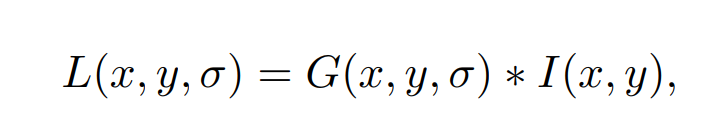 L(x, y, σ) = G(x, y, σ) ∗ I(x, y),